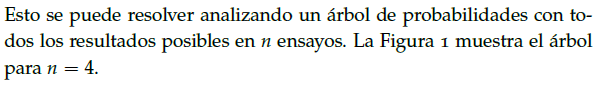 Esto se puede resolver analizando un árbol de probabilidades con to-
dos los resultados posibles en n ensayos. La Figura 1 muestra el árbol
para n = 4.